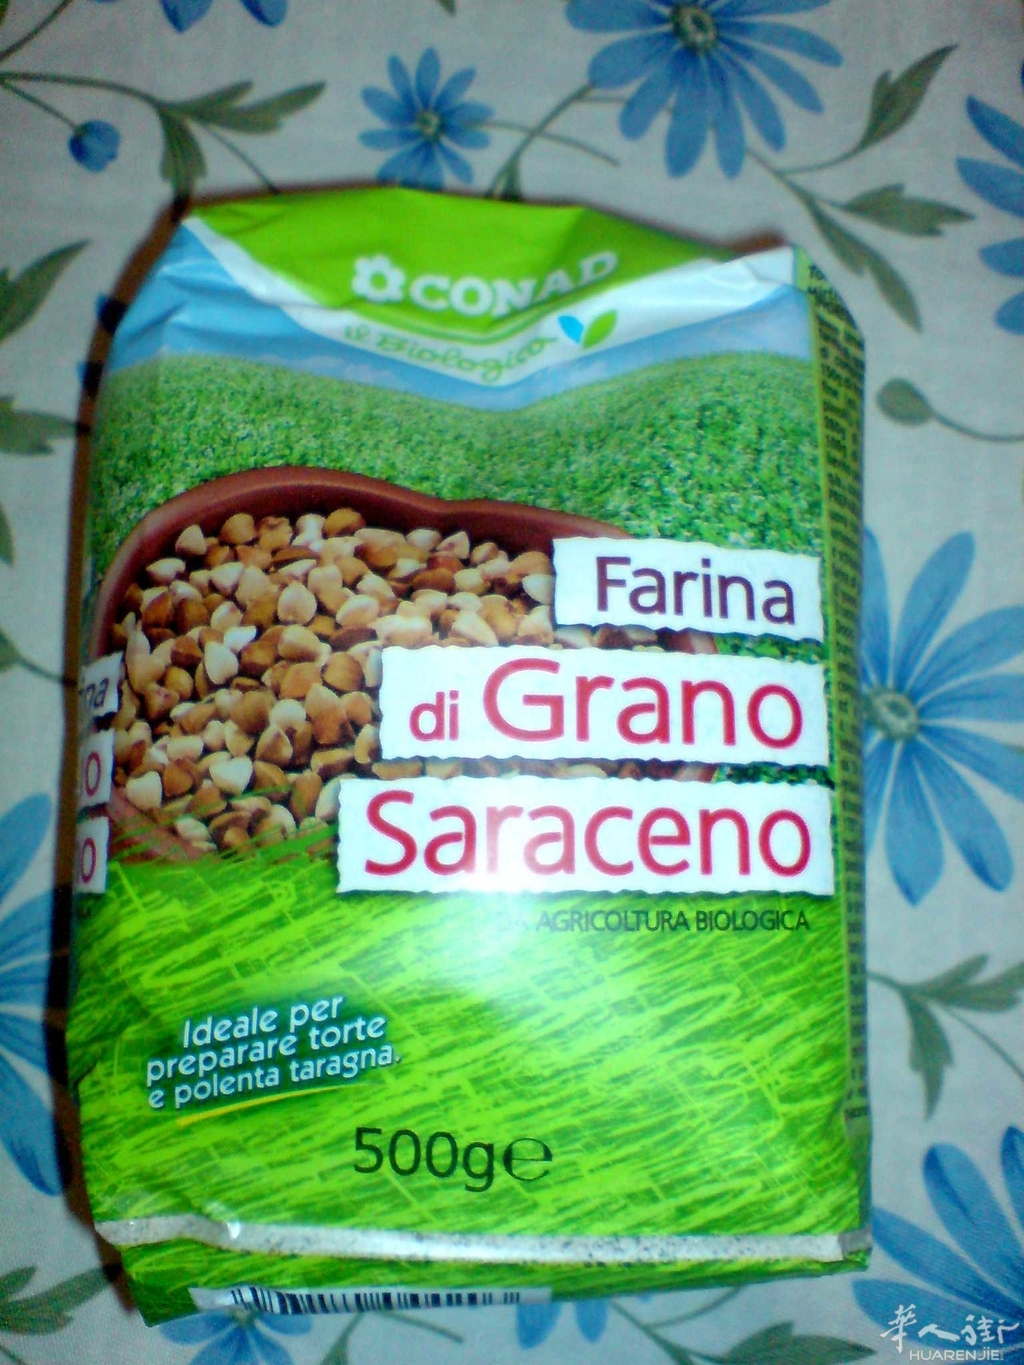 CONAD
il Biologico
Farina
di Grano
Saraceno
DA AGRICOLTURA BIOLOGICA
Ideale per
preparare torte
e polenta taragna.
500g℮
华人街
HUARENJIE